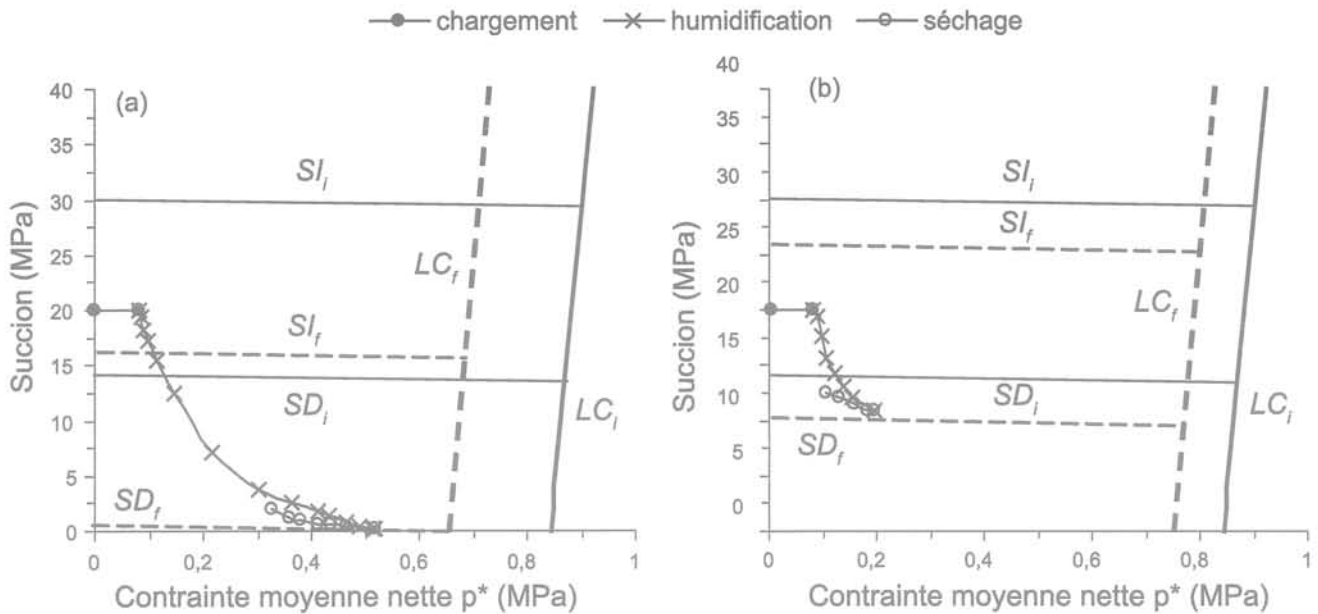 chargement humidification séchage
(a)
40
35
30
25
20
15
10
5
0
Succion (MPa)
SIi
LCf
SIf
SDi
LCi
SDf
0 0,2 0,4 0,6 0,8 1
Contrainte moyenne nette p* (MPa)
(b)
40
35
30
25
20
15
10
5
0
Succion (MPa)
SIi
SIf
LCf
SDi
LCi
SDf
0 0,2 0,4 0,6 0,8 1
Contrainte moyenne nette p* (MPa)